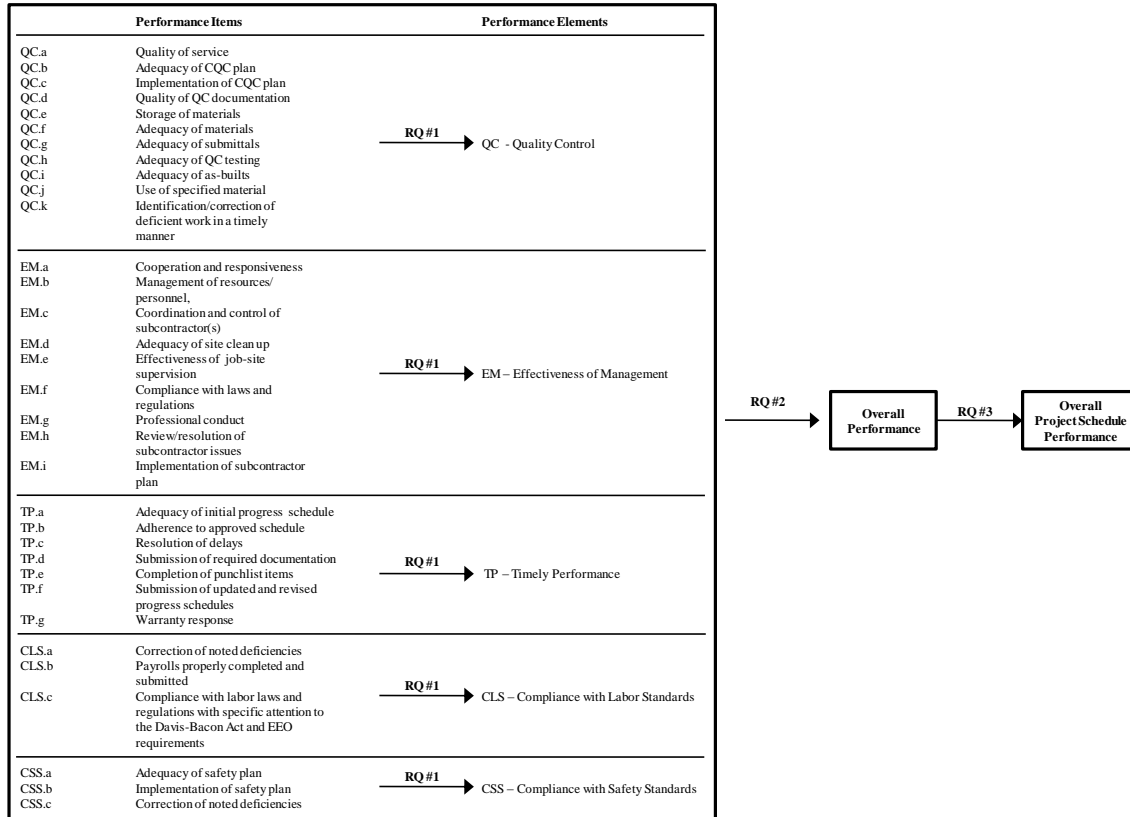 Performance Items Performance Elements
QC.a Quality of service
QC.b Adequacy of CQC plan
QC.c Implementation of CQC plan
QC.d Quality of QC documentation
QC.e Storage of materials
QC.f Adequacy of materials
QC.g Adequacy of submittals
QC.h Adequacy of QC testing
QC.i Adequacy of as-builts
QC.j Use of specified material
QC.k Identification/correction of
deficient work in a timely
manner
RQ #1
QC - Quality Control
EM.a Cooperation and responsiveness
EM.b Management of resources/
personnel,
EM.c Coordination and control of
subcontractor(s)
EM.d Adequacy of site clean up
EM.e Effectiveness of job-site
supervision
EM.f Compliance with laws and
regulations
EM.g Professional conduct
EM.h Review/resolution of
subcontractor issues
EM.i Implementation of subcontractor
plan
RQ #1
EM – Effectiveness of Management
TP.a Adequacy of initial progress schedule
TP.b Adherence to approved schedule
TP.c Resolution of delays
TP.d Submission of required documentation
TP.e Completion of punchlist items
TP.f Submission of updated and revised
progress schedules
TP.g Warranty response
RQ #1
TP – Timely Performance
CLS.a Correction of noted deficiencies
CLS.b Payrolls properly completed and
submitted
CLS.c Compliance with labor laws and
regulations with specific attention to
the Davis-Bacon Act and EEO
requirements
RQ #1
CLS – Compliance with Labor Standards
CSS.a Adequacy of safety plan
CSS.b Implementation of safety plan
CSS.c Correction of noted deficiencies
RQ #1
CSS – Compliance with Safety Standards
RQ #2
Overall
Performance
RQ #3
Overall
Project Schedule
Performance